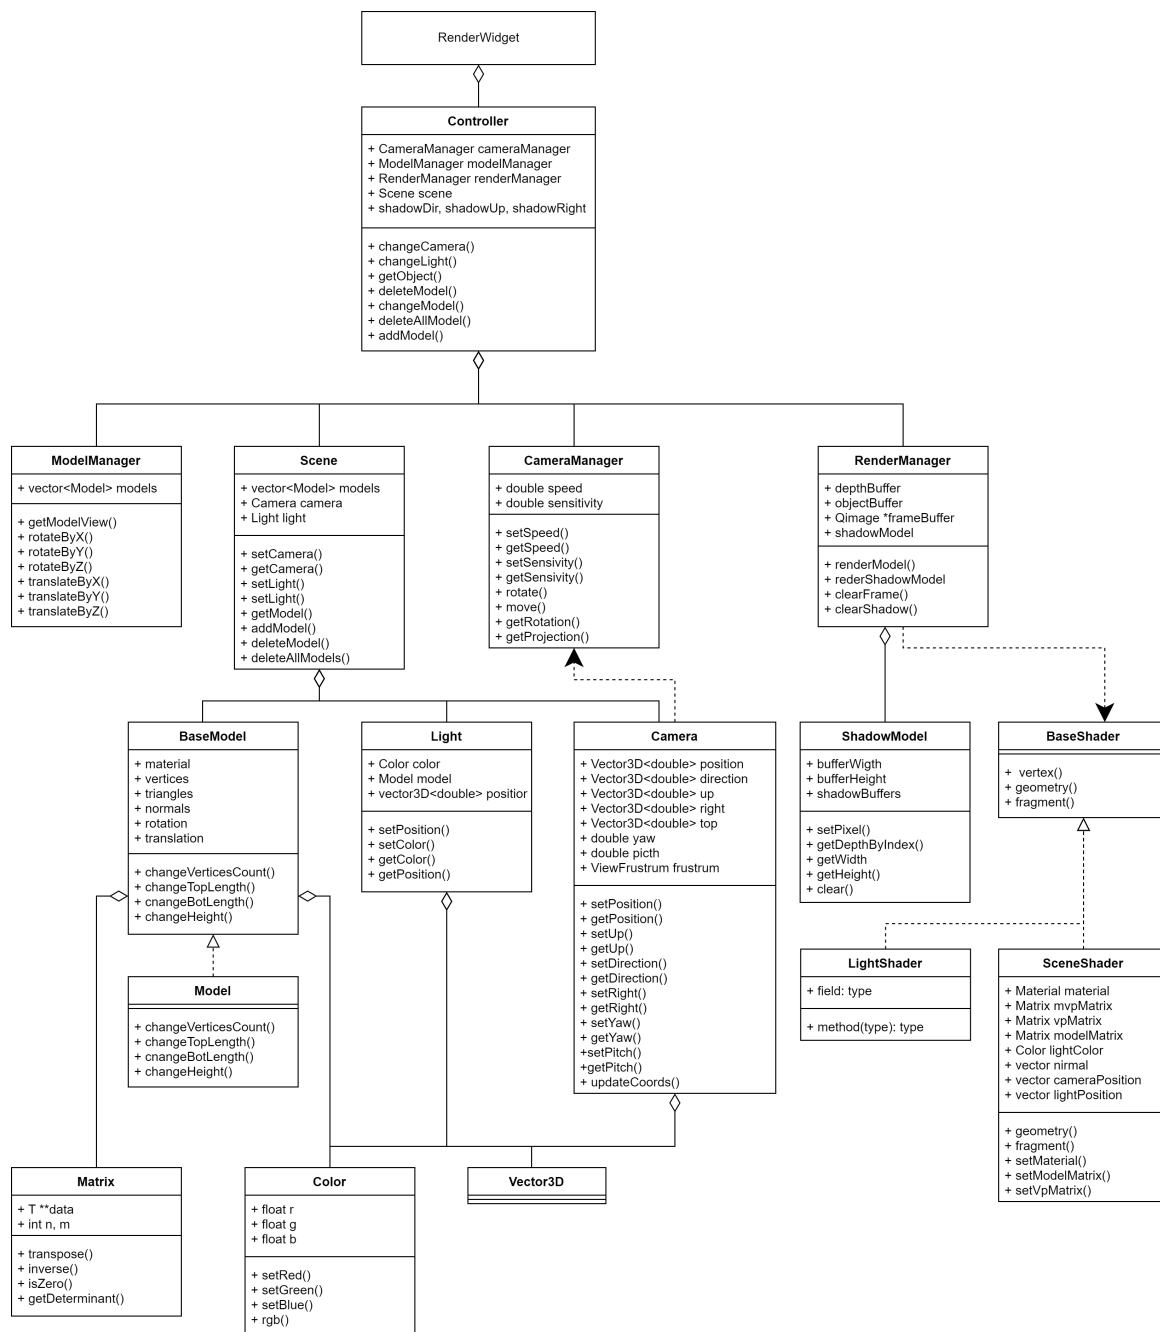 RenderWidget
Controller
+ CameraManager cameraManager
+ ModelManager modelManager
+ RenderManager renderManager
+ Scene scene
+ shadowDir, shadowUp, shadowRight
+ changeCamera()
+ changeLight()
+ getObject()
+ deleteModel()
+ changeModel()
+ deleteAllModel()
+ addModel()
ModelManager
+ vector<Model> models
+ getModelView()
+ rotateByX()
+ rotateByY()
+ rotateByZ()
+ translateByX()
+ translateByY()
+ translateByZ()
Scene
+ vector<Model> models
+ Camera camera
+ Light light
+ setCamera()
+ getCamera()
+ setLight()
+ setLight()
+ getModel()
+ addModel()
+ deleteModel()
+ deleteAllModels()
CameraManager
+ double speed
+ double sensitivity
+ setSpeed()
+ getSpeed()
+ setSensivity()
+ getSensivity()
+ rotate()
+ move()
+ getRotation()
+ getProjection()
RenderManager
+ depthBuffer
+ objectBuffer
+ Qimage *frameBuffer
+ shadowModel
+ renderModel()
+ rederShadowModel
+ clearFrame()
+ clearShadow()
BaseModel
+ material
+ vertices
+ triangles
+ normals
+ rotation
+ translation
+ changeVerticesCount()
+ changeTopLength()
+ cnangeBotLength()
+ changeHeight()
Light
+ Color color
+ Model model
+ vector3D<double> positior
+ setPosition()
+ setColor()
+ getColor()
+ getPosition()
Camera
+ Vector3D<double> position
+ Vector3D<double> direction
+ Vector3D<double> up
+ Vector3D<double> right
+ Vector3D<double> top
+ double yaw
+ double picth
+ ViewFrustrum frustrum
+ setPosition()
+ getPosition()
+ setUp()
+ getUp()
+ setDirection()
+ getDirection()
+ setRight()
+ getRight()
+ setYaw()
+ getYaw()
+setPitch()
+getPitch()
+ updateCoords()
ShadowModel
+ bufferWigth
+ bufferHeight
+ shadowBuffers
+ setPixel()
+ getDepthByIndex()
+ getWidth
+ getHeight()
+ clear()
BaseShader
+ vertex()
+ geometry()
+ fragment()
Model
+ changeVerticesCount()
+ changeTopLength()
+ cnangeBotLength()
+ changeHeight()
LightShader
+ field: type
+ method(type): type
SceneShader
+ Material material
+ Matrix mvpMatrix
+ Matrix vpMatrix
+ Matrix modelMatrix
+ Color lightColor
+ vector nirmal
+ vector cameraPosition
+ vector lightPosition
+ geometry()
+ fragment()
+ setMaterial()
+ setModelMatrix()
+ setVpMatrix()
Matrix
+ T **data
+ int n, m
+ transpose()
+ inverse()
+ isZero()
+ getDeterminant()
Color
+ float r
+ float g
+ float b
+ setRed()
+ setGreen()
+ setBlue()
+ rgb()
Vector3D